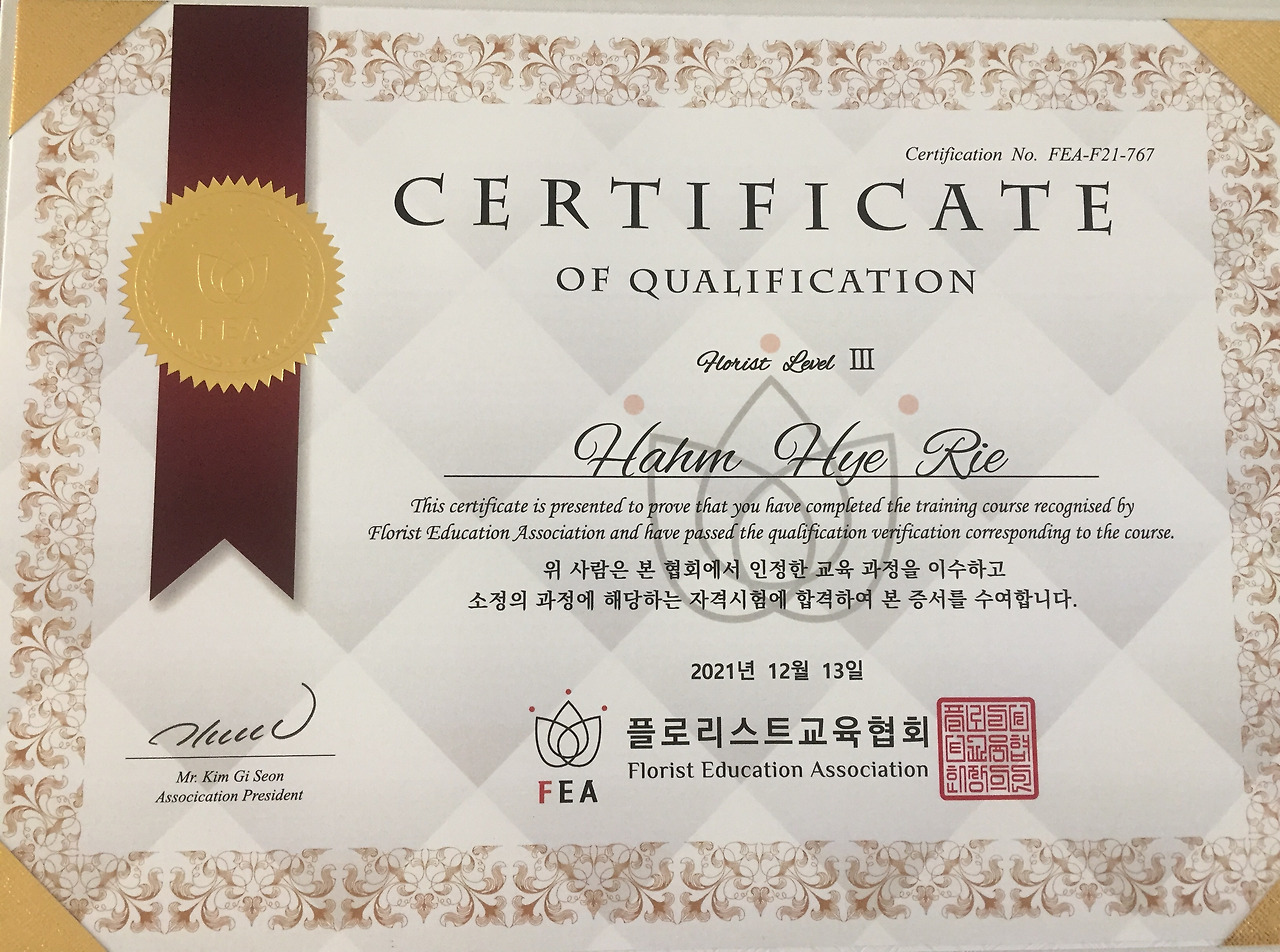 Certification No. FEA-F21-767
CERTIFICATE
OF QUALIFICATION
Florist Level Ⅲ
Hahm Hye Rie
This certificate is presented to prove that you have completed the training course recognised by
Florist Education Association and have passed the qualification verification corresponding to the course.
위 사람은 본 협회에서 인정한 교육 과정을 이수하고
소정의 과정에 해당하는 자격시험에 합격하여 본 증서를 수여합니다.
2021년 12월 13일
플로리스트교육협회
Florist Education Association
FEA
Mr. Kim Gi Seon
Assocication President
FEA